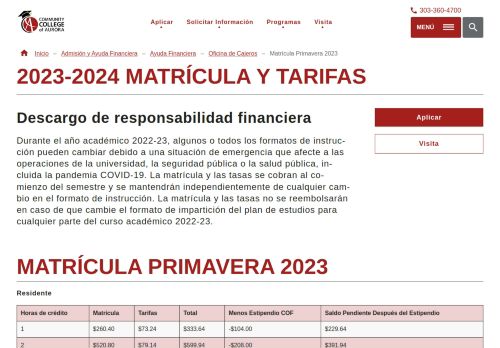 COMMUNITY
COLLEGE
of AURORA
303-360-4700
Aplicar Solicitar Información Programas Visita
MENÚ
Inicio – Admisión y Ayuda Financiera – Ayuda Financiera – Oficina de Cajeros – Matrícula Primavera 2023
2023-2024 MATRÍCULA Y TARIFAS
Descargo de responsabilidad financiera
Aplicar
Visita
Durante el año académico 2022-23, algunos o todos los formatos de instruc-
ción pueden cambiar debido a una situación de emergencia que afecte a las
operaciones de la universidad, la seguridad pública o la salud pública, in-
cluida la pandemia COVID-19. La matrícula y las tasas se cobran al co-
mienzo del semestre y se mantendrán independientemente de cualquier cam-
bio en el formato de instrucción. La matrícula y las tasas no se reembolsarán
en caso de que cambie el formato de impartición del plan de estudios para
cualquier parte del curso académico 2022-23.
MATRÍCULA PRIMAVERA 2023
Residente
Horas de crédito Matrícula Tarifas Total Menos Estipendio COF Saldo Pendiente Después del Estipendio
1 $260.40 $73.24 $333.64 -$104.00 $229.64
2 $520.80 $79.14 $599.94 -$208.00 $391.94